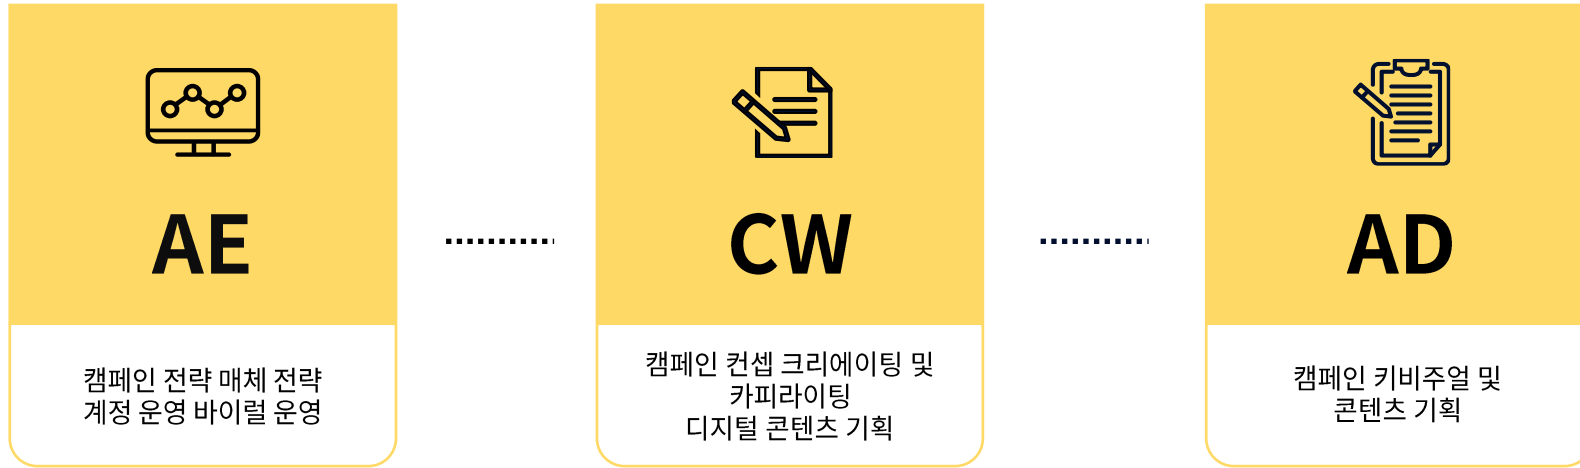 AE
캠페인 전략 매체 전략
계정 운영 바이럴 운영
CW
캠페인 컨셉 크리에이팅 및
카피라이팅
디지털 콘텐츠 기획
AD
캠페인 키비주얼 및
콘텐츠 기획